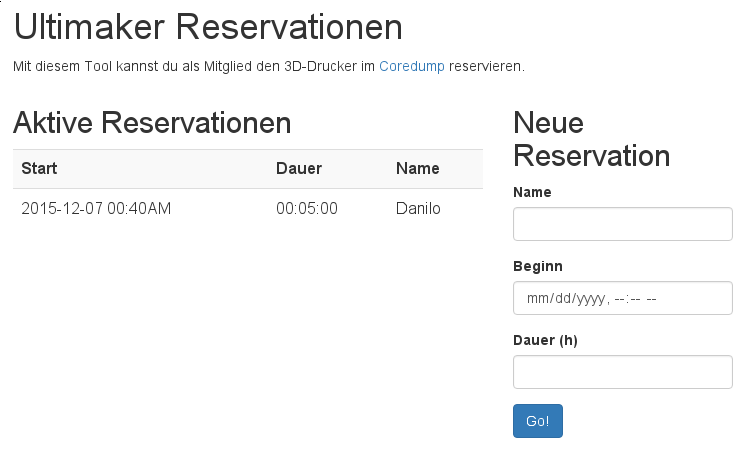 Ultimaker Reservationen
Mit diesem Tool kannst du als Mitglied den 3D-Drucker im Coredump reservieren.
Aktive Reservationen
Start Dauer Name
2015-12-07 00:40AM 00:05:00 Danilo
Neue
Reservation
Name
Beginn
mm/dd/yyyy, --:-- --
Dauer (h)
Go!